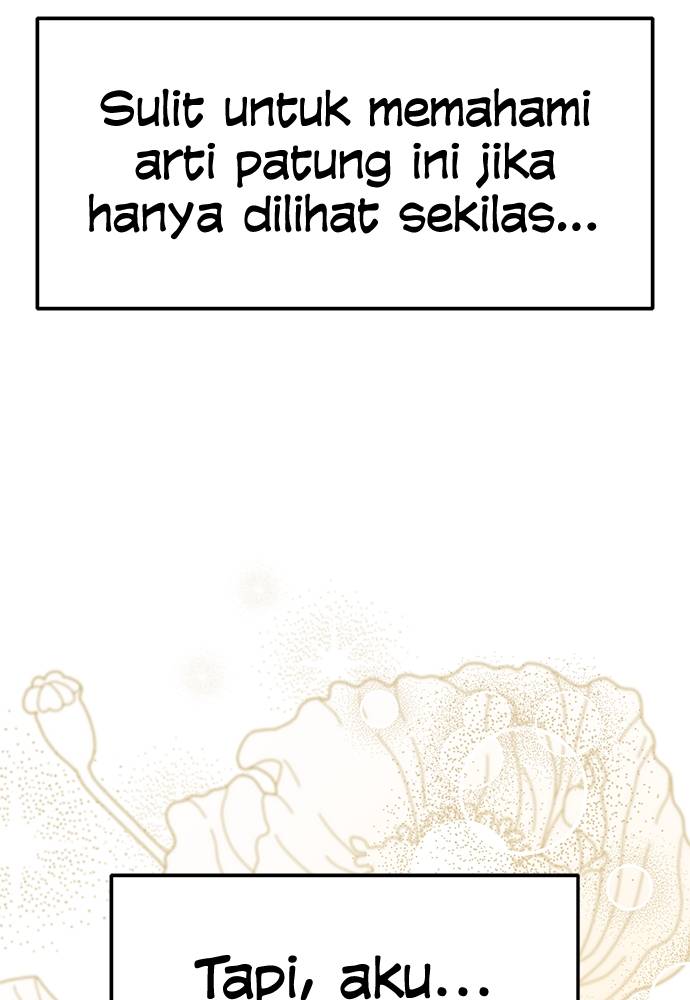 Sulit untuk memahami
arti patung ini jika
hanya dilihat sekilas...
Tapi, aku...